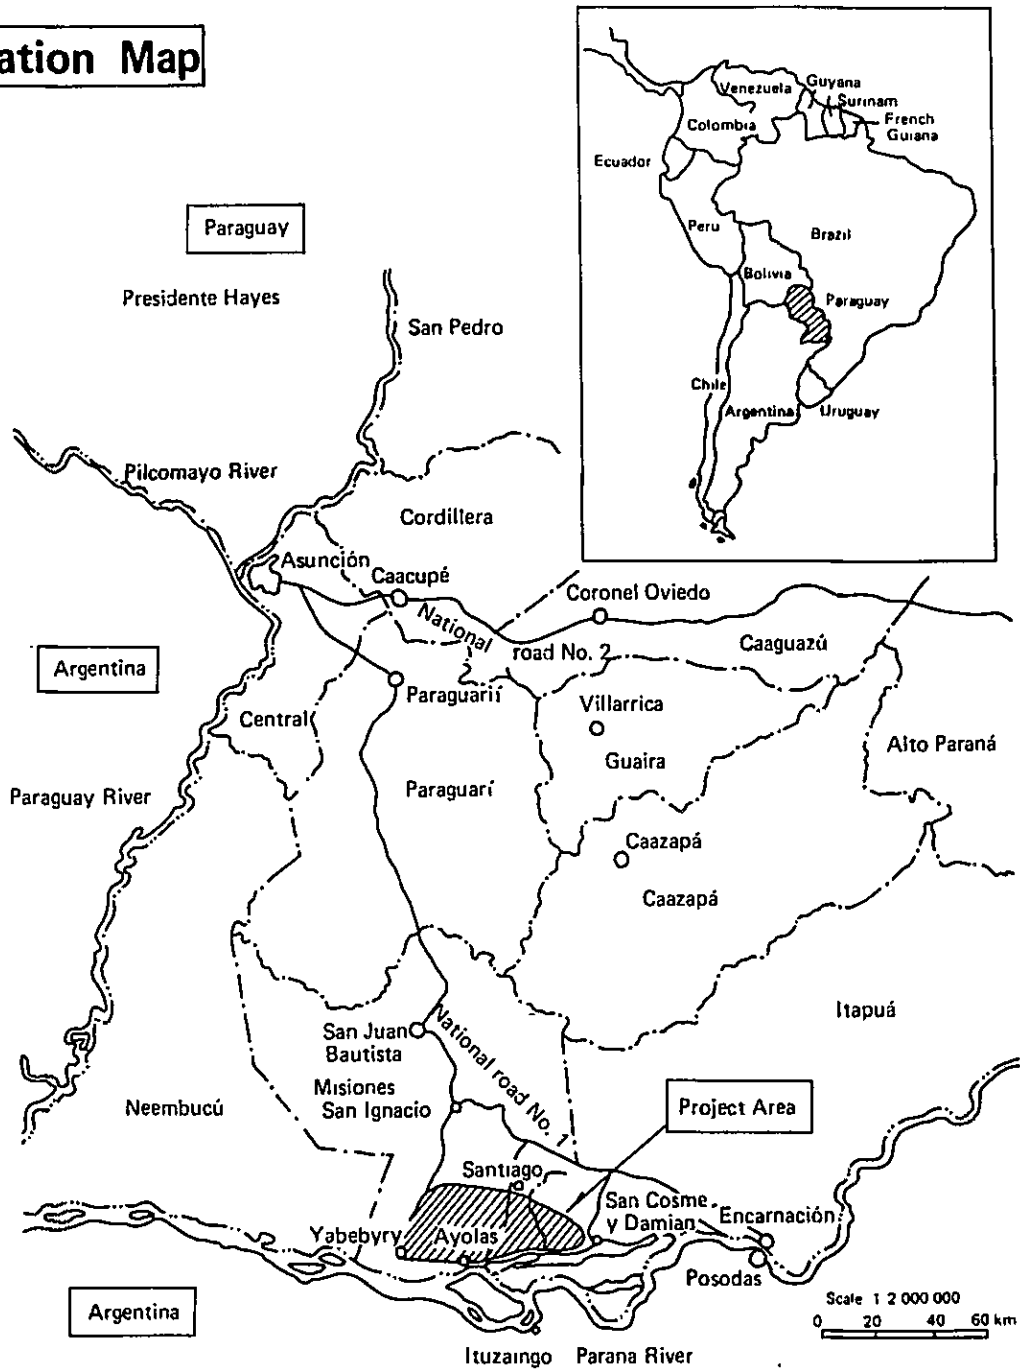 ation Map
Venezuela
Guyana
Surinam
French
Guiana
Colombia
Ecuador
Peru
Brazil
Bolivia
Paraguay
Chile
Argentina
Uruguay
Paraguay
Presidente Hayes
San Pedro
Pilcomayo River
Cordillera
Asunción
Caacupé
Coronel Oviedo
National
road No. 2
Caaguazú
Argentina
Paraguarií
Villarrica
Central
Guaira
Alto Paraná
Paraguarí
Paraguay River
Caazapá
Caazapá
Itapuá
San Juan
Bautista
National road No. 1
Misiones
San Ignacio
Neembucú
Project Area
Santiago
San Cosme
y Damian
Encarnación
Yabebyry
Ayolas
Posodas
Argentina
Scale 1 2 000 000
0 20 40 60 km
Ituzaingo Parana River